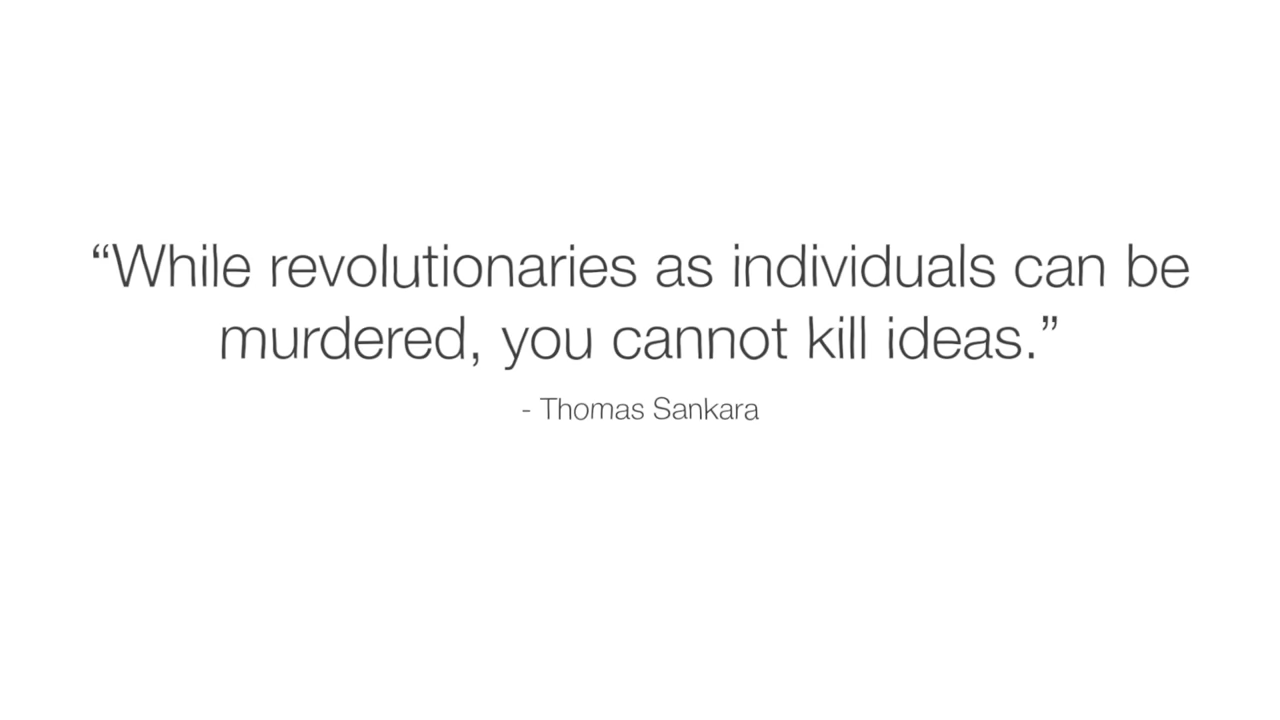 “While revolutionaries as individuals can be
murdered, you cannot kill ideas.”
- Thomas Sankara